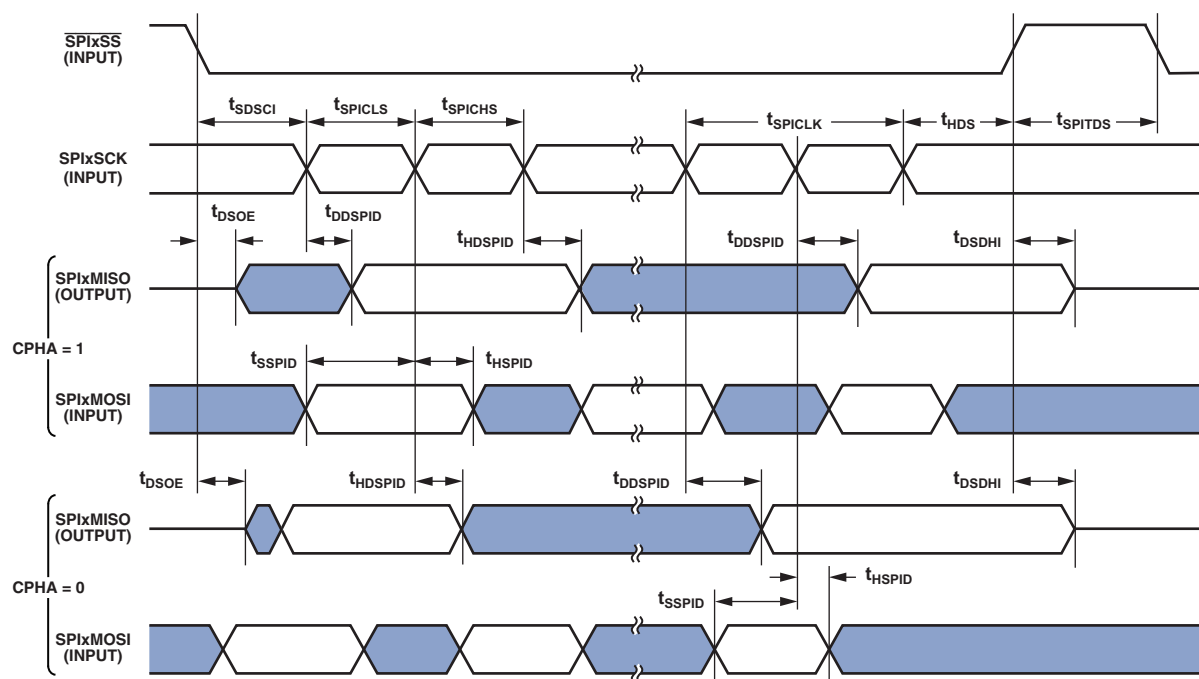 SPIxSS
(INPUT)
tSDSCI tSPICLS tSPICHS tSPICLK tHDS tSPITDS
SPIxSCK
(INPUT)
tDSOE tDDSPID tHDSPID tDDSPID tDSDHI
SPIxMISO
(OUTPUT)
CPHA = 1
tSSPID tHSPID
SPIxMOSI
(INPUT)
tDSOE tHDSPID tDDSPID tDSDHI
SPIxMISO
(OUTPUT)
CPHA = 0
tHSPID
tSSPID
SPIxMOSI
(INPUT)